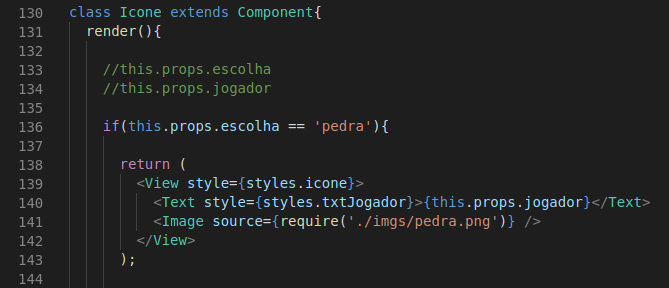 130 class Icone extends Component{
131 render(){
132
133 //this.props.escolha
134 //this.props.jogador
135
136 if(this.props.escolha == 'pedra'){
137
138 return (
139 <View style={styles.icone}>
140 <Text style={styles.txtJogador}>{this.props.jogador}</Text>
141 <Image source={require('./imgs/pedra.png')} />
142 </View>
143 );
144